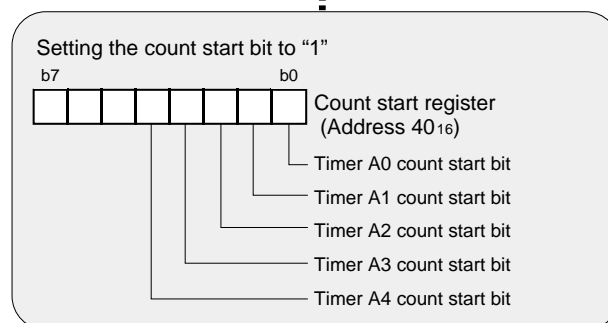 Setting the count start bit to “1”
b7 b0
Count start register
(Address 4016)
Timer A0 count start bit
Timer A1 count start bit
Timer A2 count start bit
Timer A3 count start bit
Timer A4 count start bit